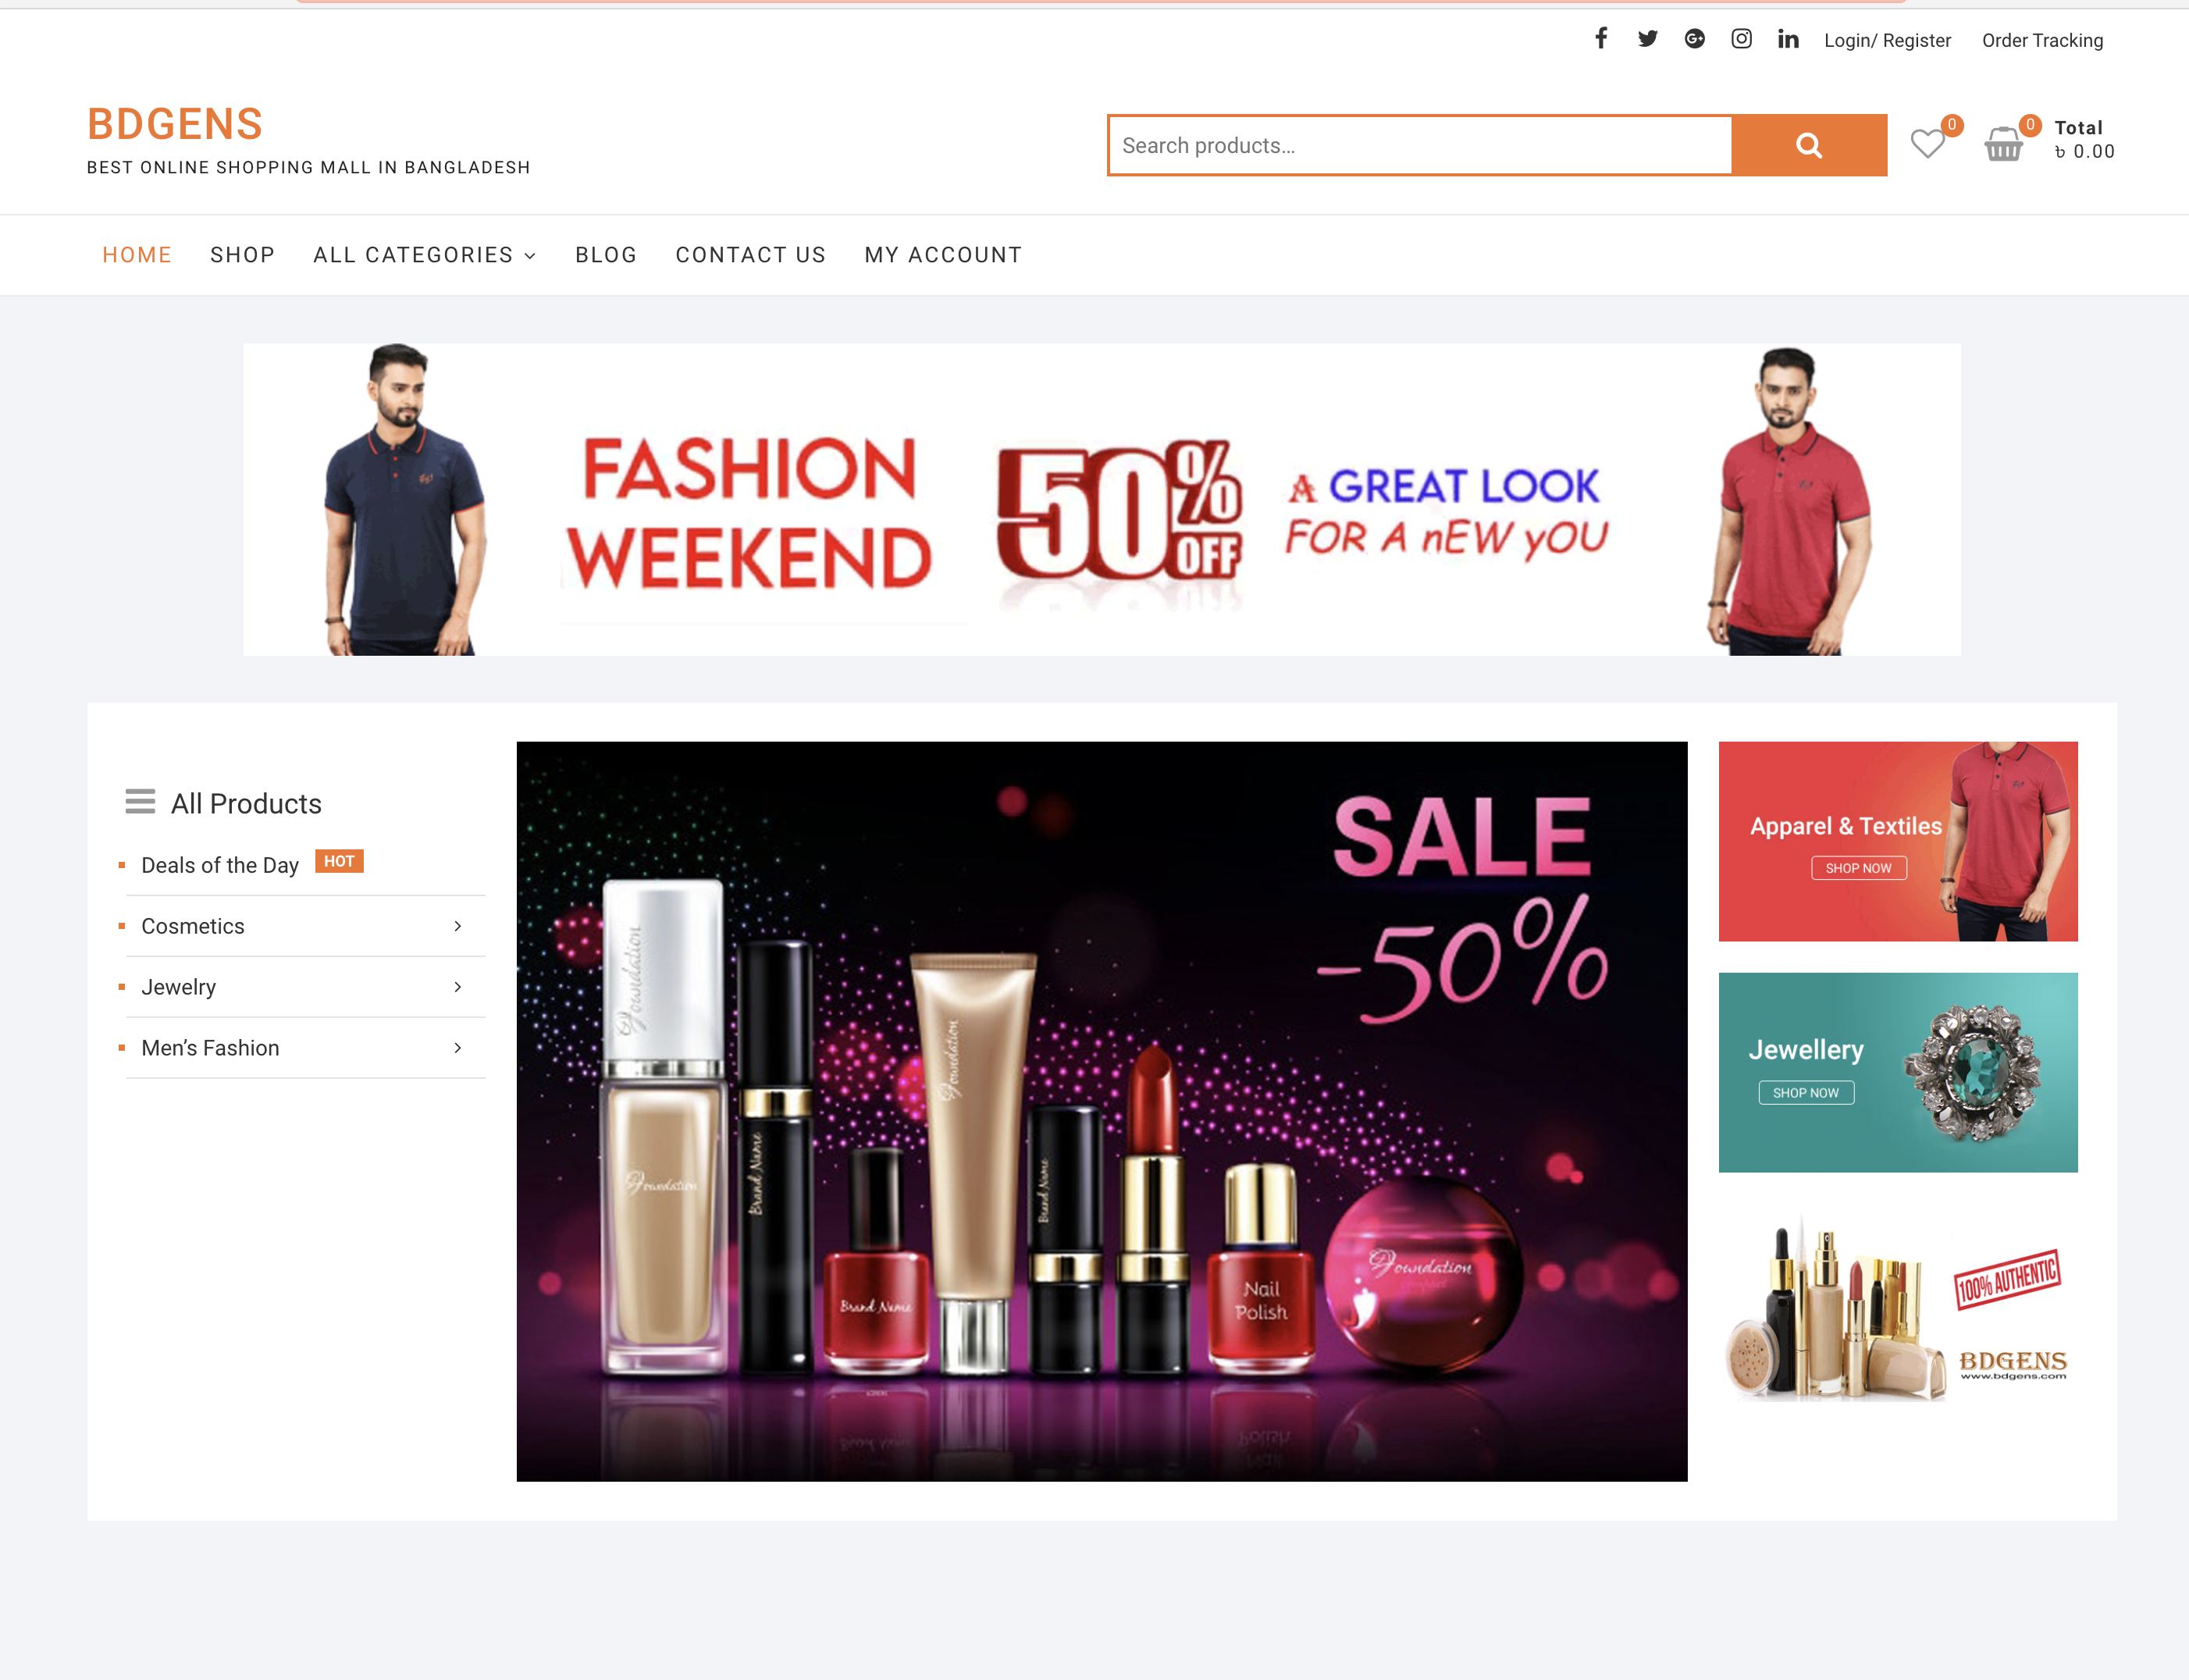 Login/ Register Order Tracking
BDGENS
BEST ONLINE SHOPPING MALL IN BANGLADESH
Search products...
0
0
Total
৳ 0.00
HOME SHOP ALL CATEGORIES BLOG CONTACT US MY ACCOUNT
FASHION
WEEKEND
50%
OFF
A GREAT LOOK
FOR A nEW yOU
All Products
Deals of the Day HOT
Cosmetics
Jewelry
Men’s Fashion
SALE
-50%
Foundation
Foundation
Brand Name
Brand Name
Foundation
Brand Name
Nail
Polish
Foundation
Apparel & Textiles
SHOP NOW
Jewellery
SHOP NOW
100% AUTHENTIC
BDGENS
www.bdgens.com